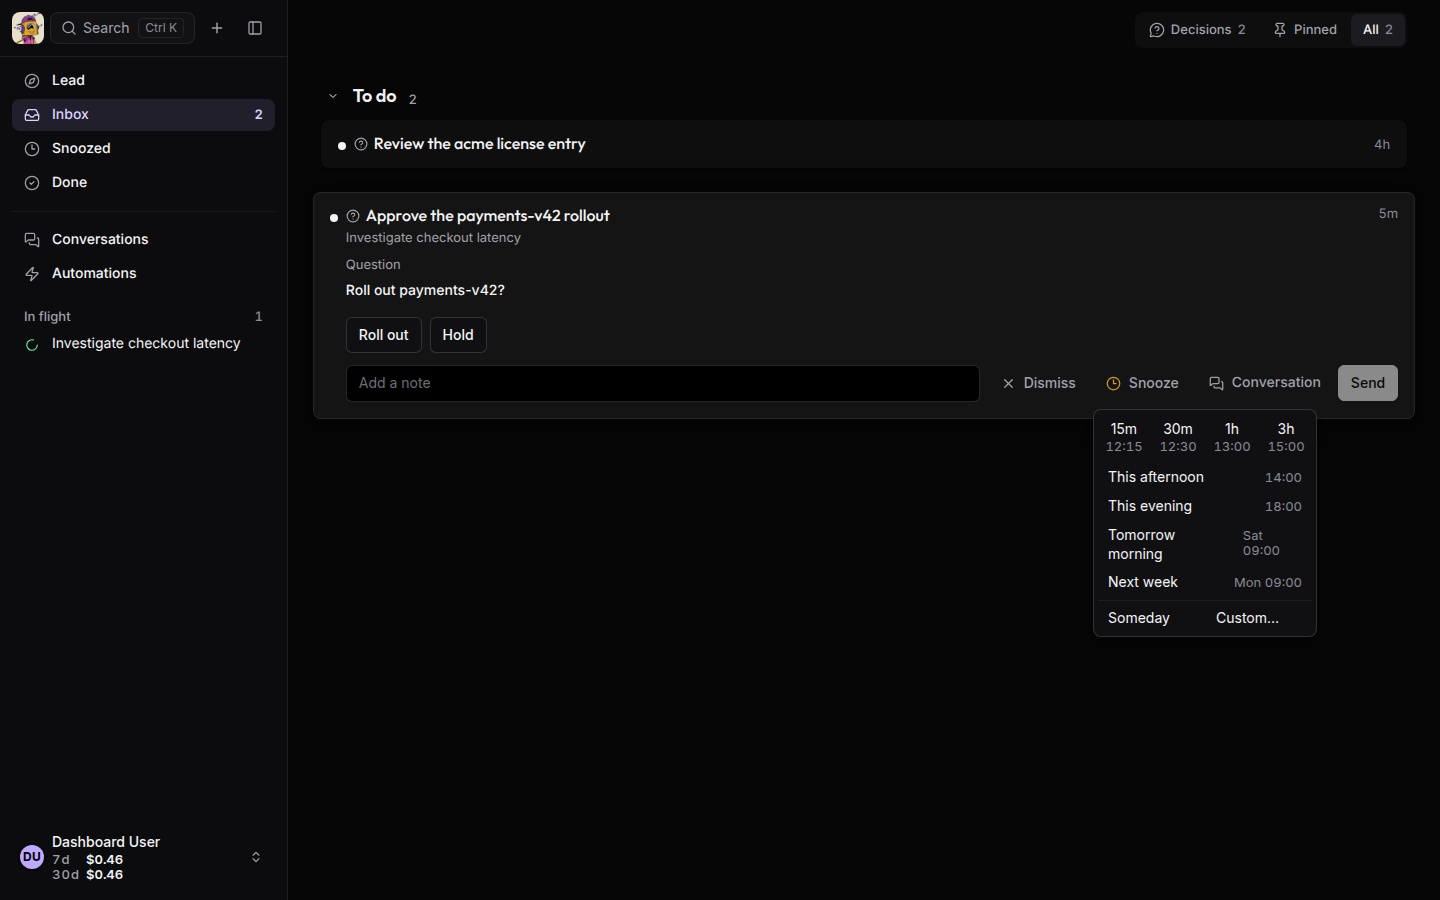 Search Ctrl K
Decisions 2 Pinned All 2
Lead
Inbox 2
Snoozed
Done
Conversations
Automations
In flight 1
Investigate checkout latency
To do 2
Review the acme license entry 4h
Approve the payments-v42 rollout 5m
Investigate checkout latency
Question
Roll out payments-v42?
Roll out Hold
Add a note Dismiss Snooze Conversation Send
15m 30m 1h 3h
12:15 12:30 13:00 15:00
This afternoon 14:00
This evening 18:00
Tomorrow morning Sat 09:00
Next week Mon 09:00
Someday Custom...
DU Dashboard User
7d $0.46
30d $0.46